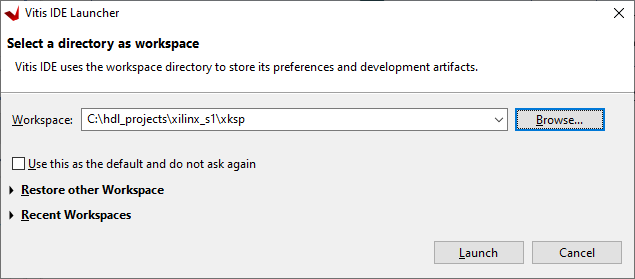 Vitis IDE Launcher
Select a directory as workspace
Vitis IDE uses the workspace directory to store its preferences and development artifacts.
Workspace: C:\hdl_projects\xilinx_s1\xksp Browse...
Use this as the default and do not ask again
Restore other Workspace
Recent Workspaces
Launch Cancel